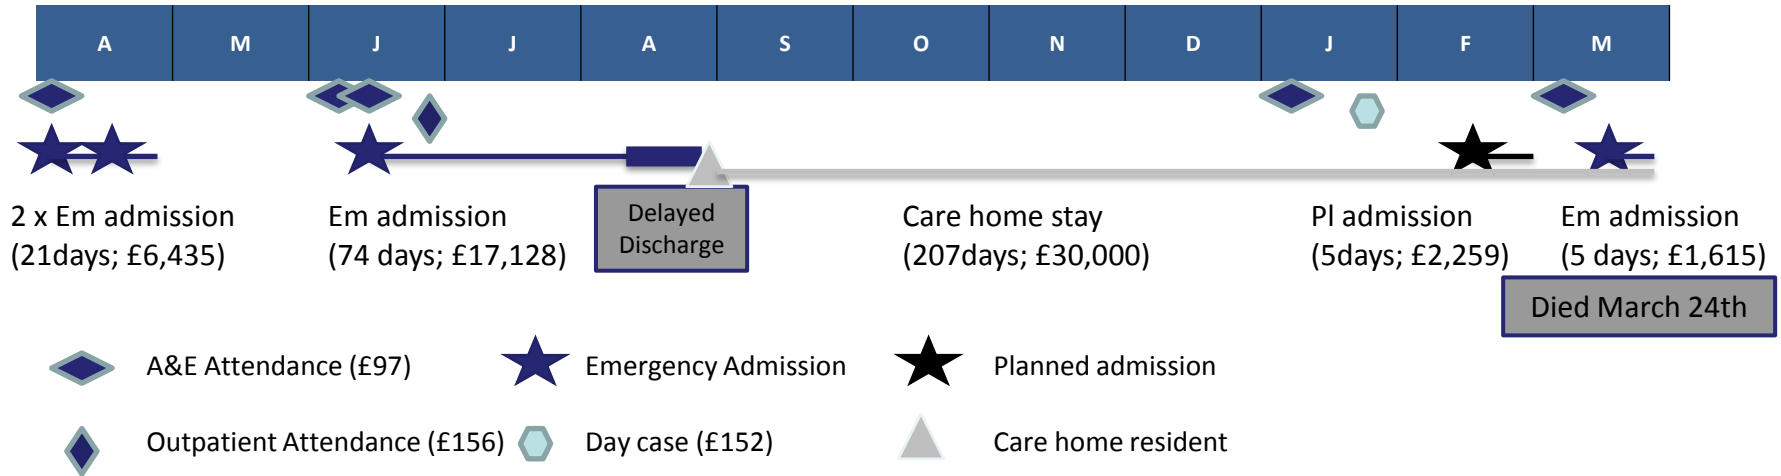 A M J J A S O N D J F M
2 x Em admission
(21days; £6,435)
Em admission
(74 days; £17,128)
Delayed
Discharge
Care home stay
(207days; £30,000)
Pl admission
(5days; £2,259)
Em admission
(5 days; £1,615)
Died March 24th
A&E Attendance (£97)
Emergency Admission
Planned admission
Outpatient Attendance (£156)
Day case (£152)
Care home resident